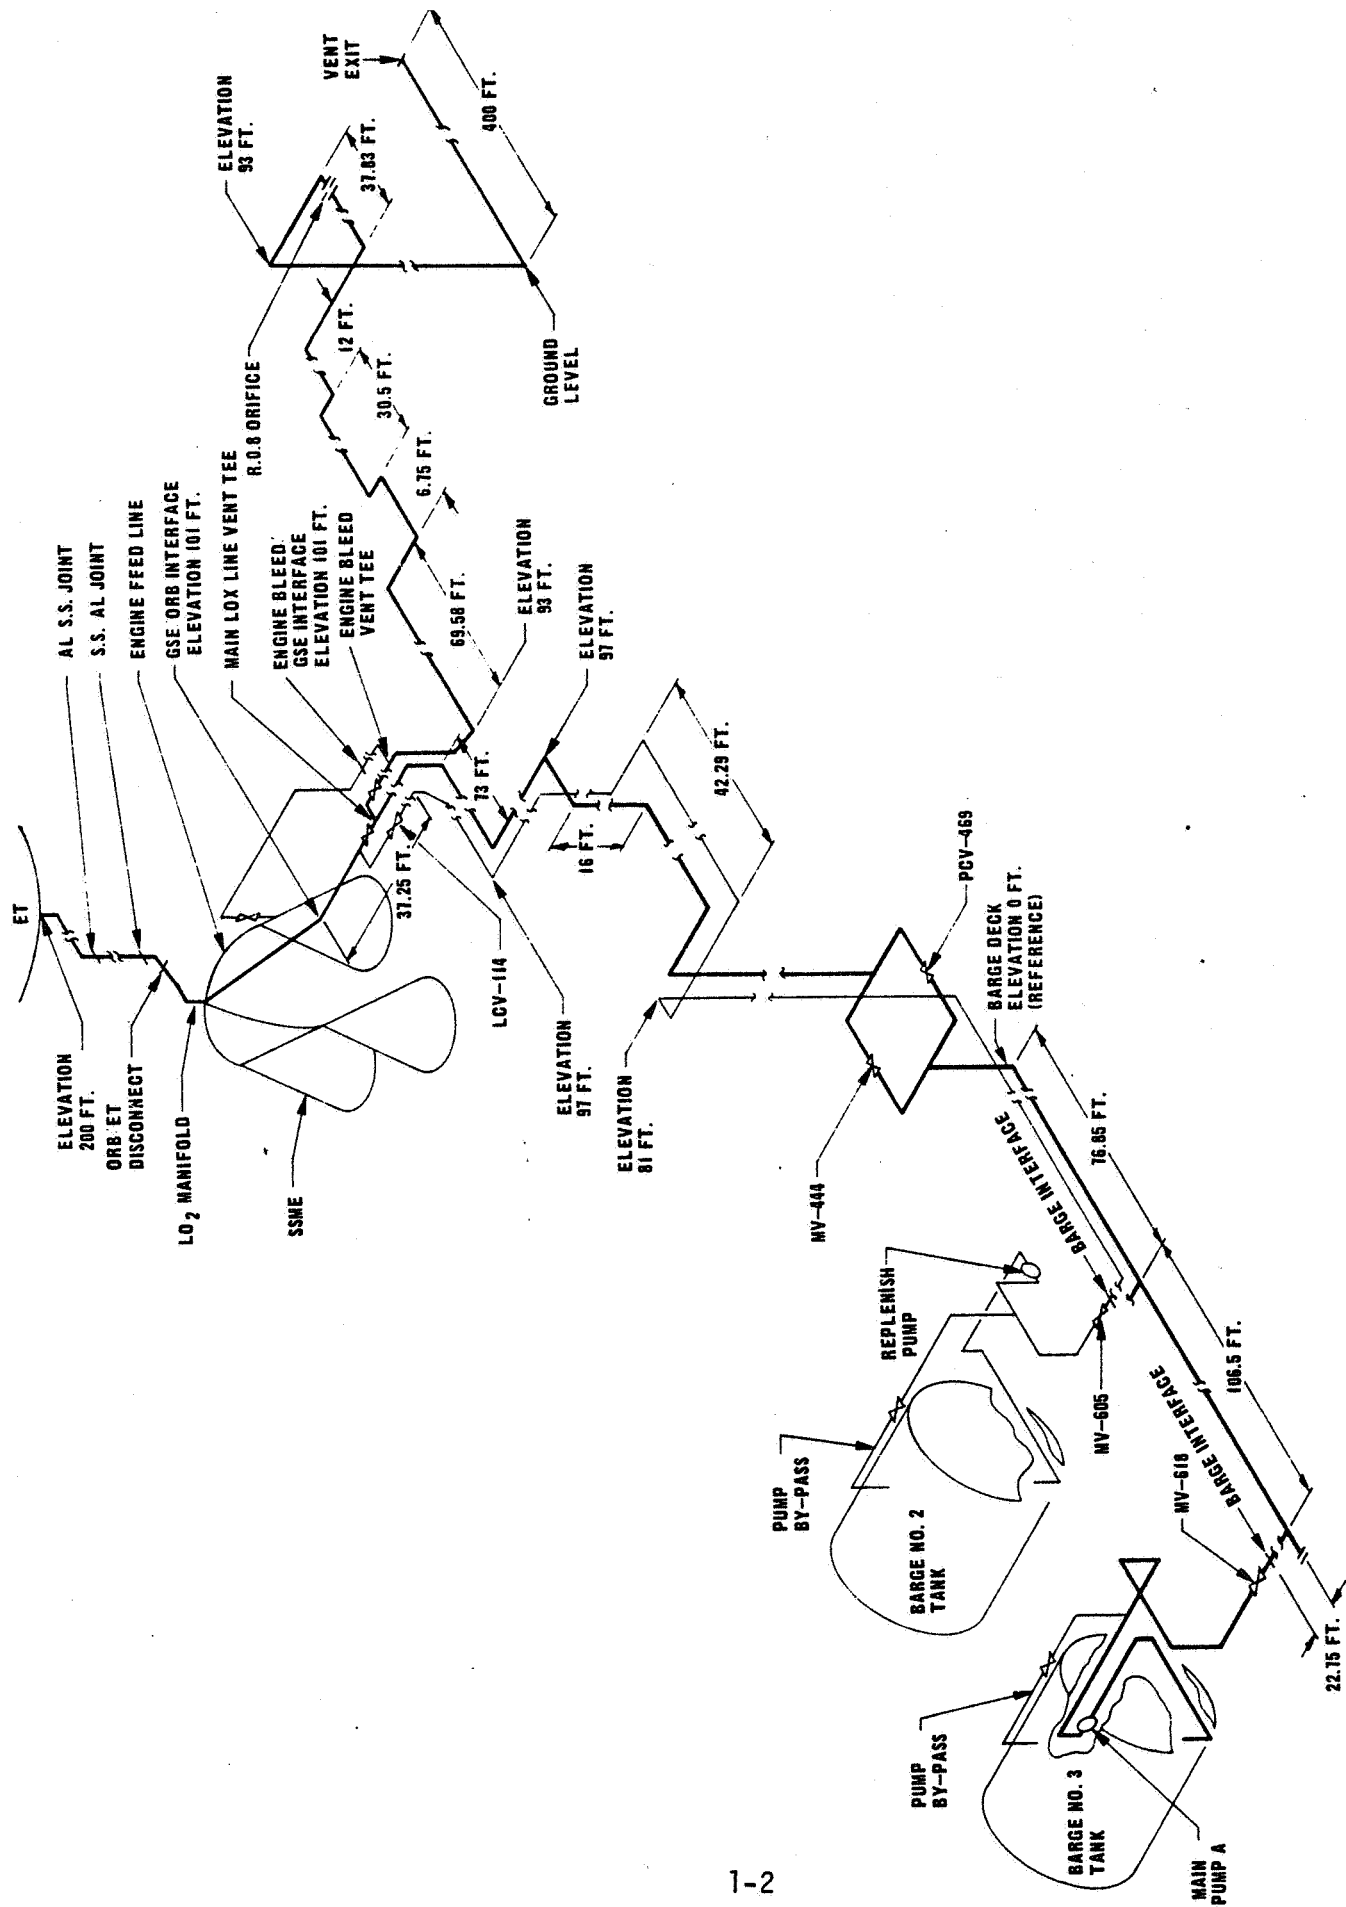 ET
ELEVATION
200 FT.
ORB/ET
DISCONNECT
LO2 MANIFOLD
SSME
AL S.S. JOINT
S.S. AL JOINT
ENGINE FEED LINE
GSE ORB INTERFACE
ELEVATION 101 FT.
MAIN LOX LINE VENT TEE
ENGINE BLEED
GSE INTERFACE
ELEVATION 101 FT.
ENGINE BLEED
VENT TEE
R.O.8 ORIFICE
ELEVATION
93 FT.
VENT
EXIT
400 FT.
37.83 FT.
12 FT.
30.5 FT.
6.75 FT.
GROUND
LEVEL
69.58 FT.
ELEVATION
93 FT.
ELEVATION
97 FT.
73 FT.
37.25 FT.
LCV-114
ELEVATION
97 FT.
16 FT.
42.29 FT.
ELEVATION
81 FT.
MV-444
PCV-469
BARGE DECK
ELEVATION 0 FT.
(REFERENCE)
76.85 FT.
BARGE INTERFACE
REPLENISH
PUMP
MV-605
106.5 FT.
BARGE INTERFACE
MV-618
22.75 FT.
PUMP
BY-PASS
BARGE NO. 2
TANK
PUMP
BY-PASS
BARGE NO. 3
TANK
MAIN
PUMP A
1-2